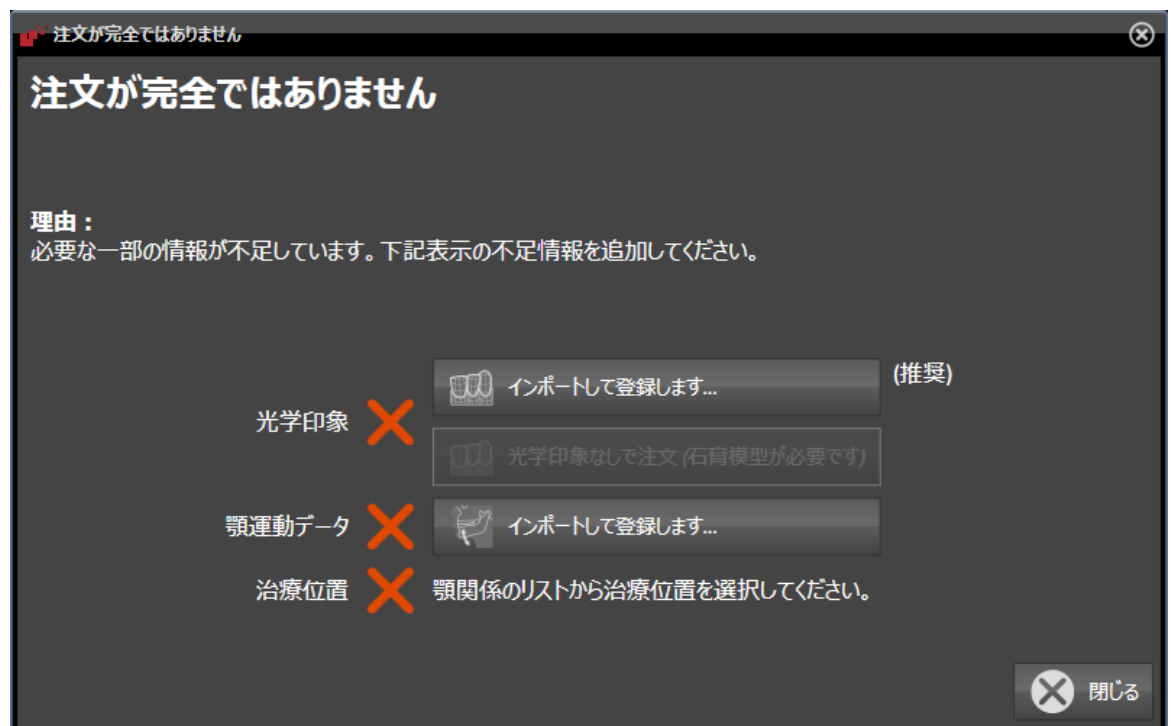 注文が完全ではありません
注文が完全ではありません
理由：
必要な一部の情報が不足しています。下記表示の不足情報を追加してください。
光学印象
インポートして登録します...
(推奨)
光学印象なしで注文 (石膏模型が必要です)
顎運動データ
インポートして登録します...
治療位置
顎関係のリストから治療位置を選択してください。
閉じる